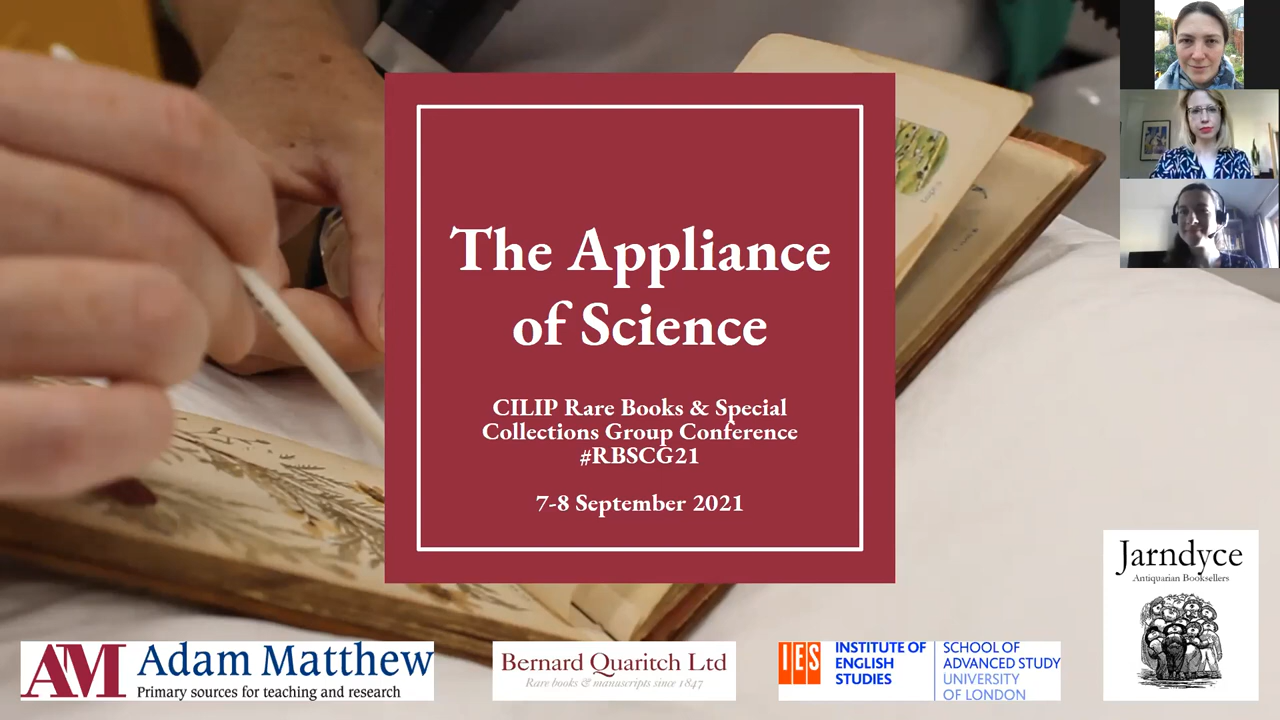 The Appliance
of Science
CILIP Rare Books & Special
Collections Group Conference
#RBSCG21
7-8 September 2021
Jarndyce
Antiquarian Booksellers
AM Adam Matthew
Primary sources for teaching and research
Bernard Quaritch Ltd
Rare books & manuscripts since 1847
IES
INSTITUTE OF
ENGLISH
STUDIES
SCHOOL OF
ADVANCED STUDY
UNIVERSITY
OF LONDON